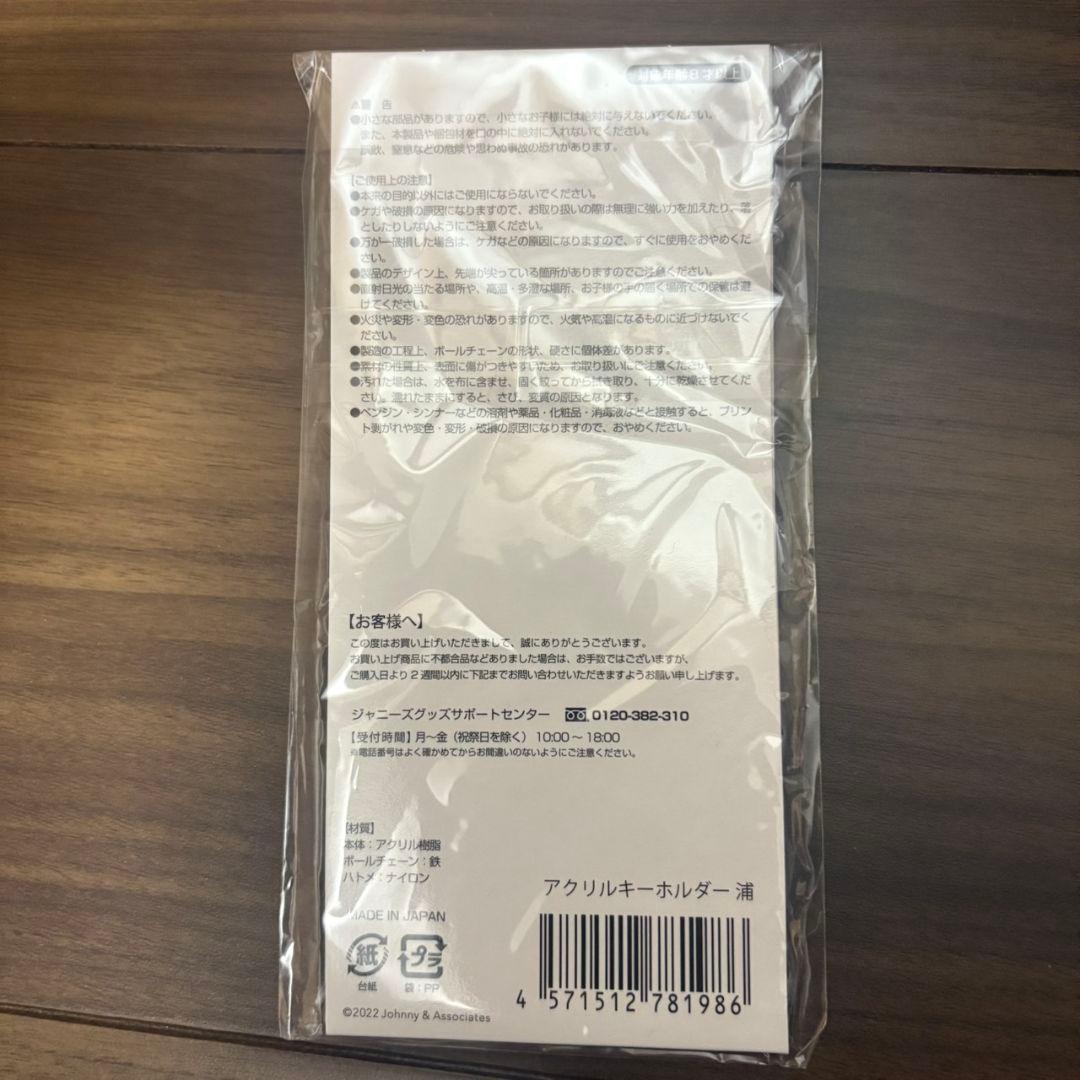 対象年齢8才以上
⚠警 告
●小さな部品がありますので、小さなお子様には絶対に与えないでください。
また、本製品や梱包材を口の中に絶対に入れないでください。
誤飲、窒息などの危険や思わぬ事故の恐れがあります。
【ご使用上の注意】
●本来の目的以外にはご使用にならないでください。
●ケガや破損の原因になりますので、お取り扱いの際は無理に強い力を加えたり、落
としたりしないようにご注意ください。
●万が一破損した場合は、ケガなどの原因になりますので、すぐに使用をおやめくだ
さい。
●製品のデザイン上、先端が尖っている箇所がありますのでご注意ください。
●直射日光の当たる場所や、高温・多湿な場所、お子様の手の届く場所での保管は避
けてください。
●火災や変形・変色の恐れがありますので、火気や高温になるものに近づけないでく
ださい。
●製造の工程上、ボールチェーンの形状、硬さに個体差があります。
●素材の性質上、表面に傷がつきやすいため、お取り扱いにご注意ください。
●汚れた場合は、水を布に含ませ、固く絞ってから拭き取り、十分に乾燥させてくだ
さい。濡れたままにすると、さび、変質の原因となります。
●ベンジン・シンナーなどの溶剤や薬品・化粧品・消毒液などと接触すると、プリン
ト剥がれや変色・変形・破損の原因になりますので、おやめください。
【お客様へ】
この度はお買い上げいただきまして、誠にありがとうございます。
お買い上げ商品に不都合品などありました場合は、お手数ではございますが、
ご購入日より2週間以内に下記までお問い合わせいただきますようお願い申し上げます。
ジャニーズグッズサポートセンター 0120-382-310
【受付時間】月〜金（祝祭日を除く）10:00〜18:00
※電話番号はよく確かめてからお間違いのないようにご注意ください。
【材質】
本体：アクリル樹脂
ボールチェーン：鉄
ハトメ：ナイロン
アクリルキーホルダー 浦
MADE IN JAPAN
紙 プラ
台紙 袋：PP
4 571512 781986
©2022 Johnny & Associates